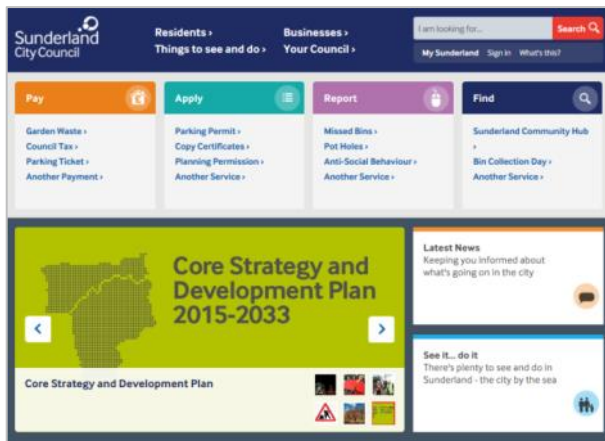 Sunderland
City Council
Residents ›
Businesses ›
Things to see and do ›
Your Council ›
I am looking for...
Search
My Sunderland
Sign in
What's this?
Pay
Garden Waste ›
Council Tax ›
Parking Ticket ›
Another Payment ›
Apply
Parking Permit ›
Copy Certificates ›
Planning Permission ›
Another Service ›
Report
Missed Bins ›
Pot Holes ›
Anti-Social Behaviour ›
Another Service ›
Find
Sunderland Community Hub
›
Bin Collection Day ›
Another Service ›
Core Strategy and
Development Plan
2015-2033
Core Strategy and Development Plan
Latest News
Keeping you informed about
what's going on in the city
See it... do it
There's plenty to see and do in
Sunderland - the city by the sea